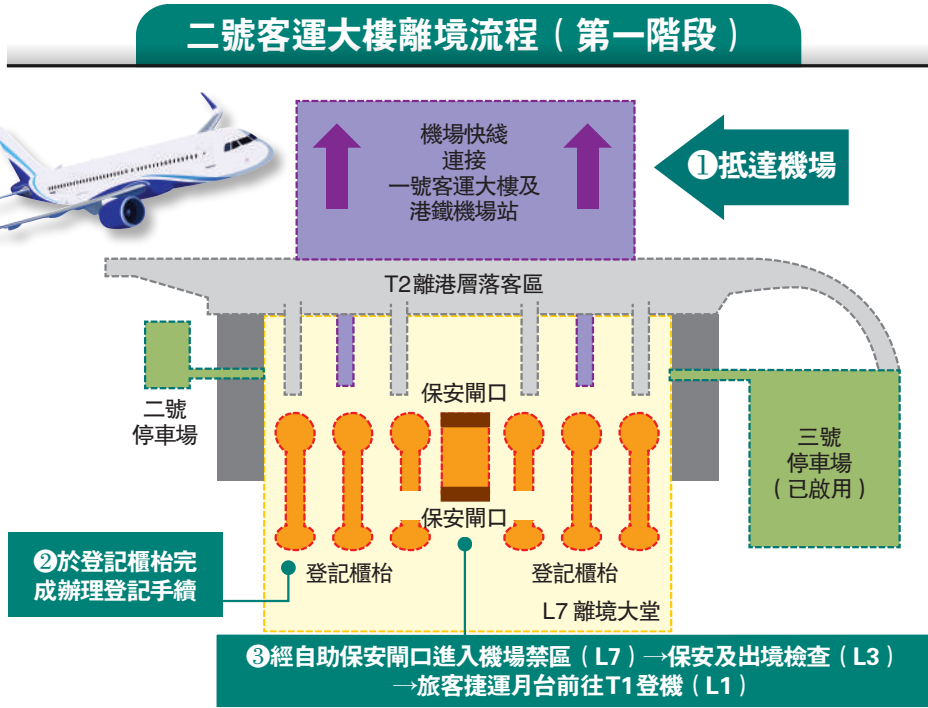 二號客運大樓離境流程（第一階段）
機場快綫
連接
一號客運大樓及
港鐵機場站
❶抵達機場
T2離港層落客區
二號
停車場
保安閘口
三號
停車場
（已啟用）
保安閘口
❷於登記櫃枱完
成辦理登記手續
登記櫃枱
登記櫃枱
L7 離境大堂
❸經自助保安閘口進入機場禁區（L7）→保安及出境檢查（L3）
→旅客捷運月台前往T1登機（L1）